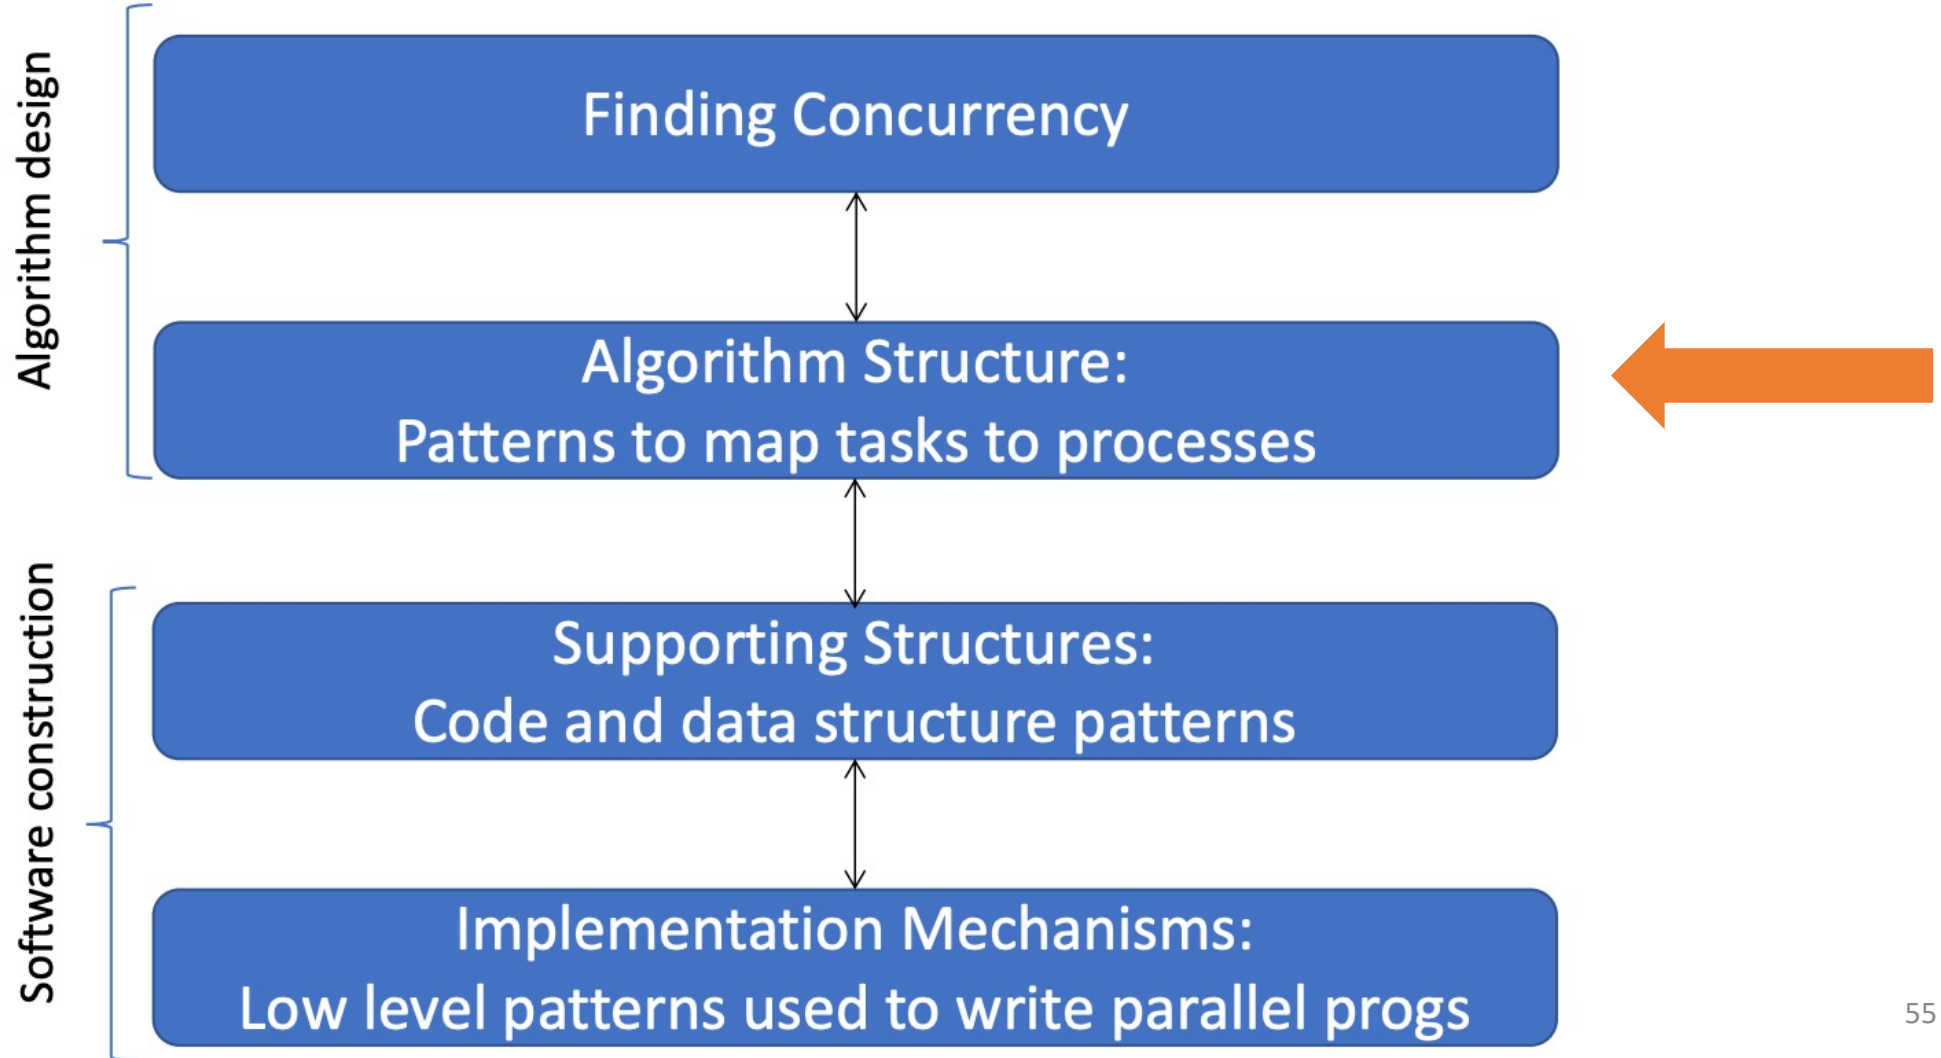 Algorithm design
Finding Concurrency
Algorithm Structure:
Patterns to map tasks to processes
Software construction
Supporting Structures:
Code and data structure patterns
Implementation Mechanisms:
Low level patterns used to write parallel progs
55